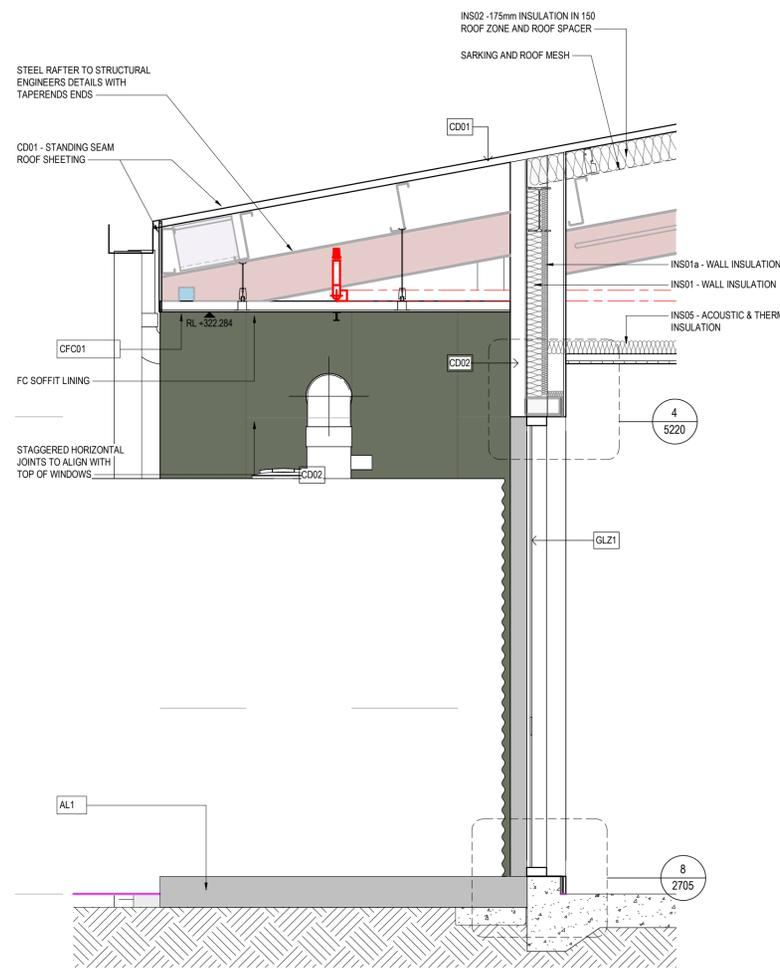 INS02 -175mm INSULATION IN 150
ROOF ZONE AND ROOF SPACER
SARKING AND ROOF MESH
STEEL RAFTER TO STRUCTURAL
ENGINEERS DETAILS WITH
TAPERENDS ENDS
CD01
CD01 - STANDING SEAM
ROOF SHEETING
INS01a - WALL INSULATION
INS01 - WALL INSULATION
INS05 - ACOUSTIC & THERM
INSULATION
RL +322.284
CFC01
CD02
FC SOFFIT LINING
4
5220
STAGGERED HORIZONTAL
JOINTS TO ALIGN WITH
TOP OF WINDOWS
CD02
GLZ1
AL1
8
2705